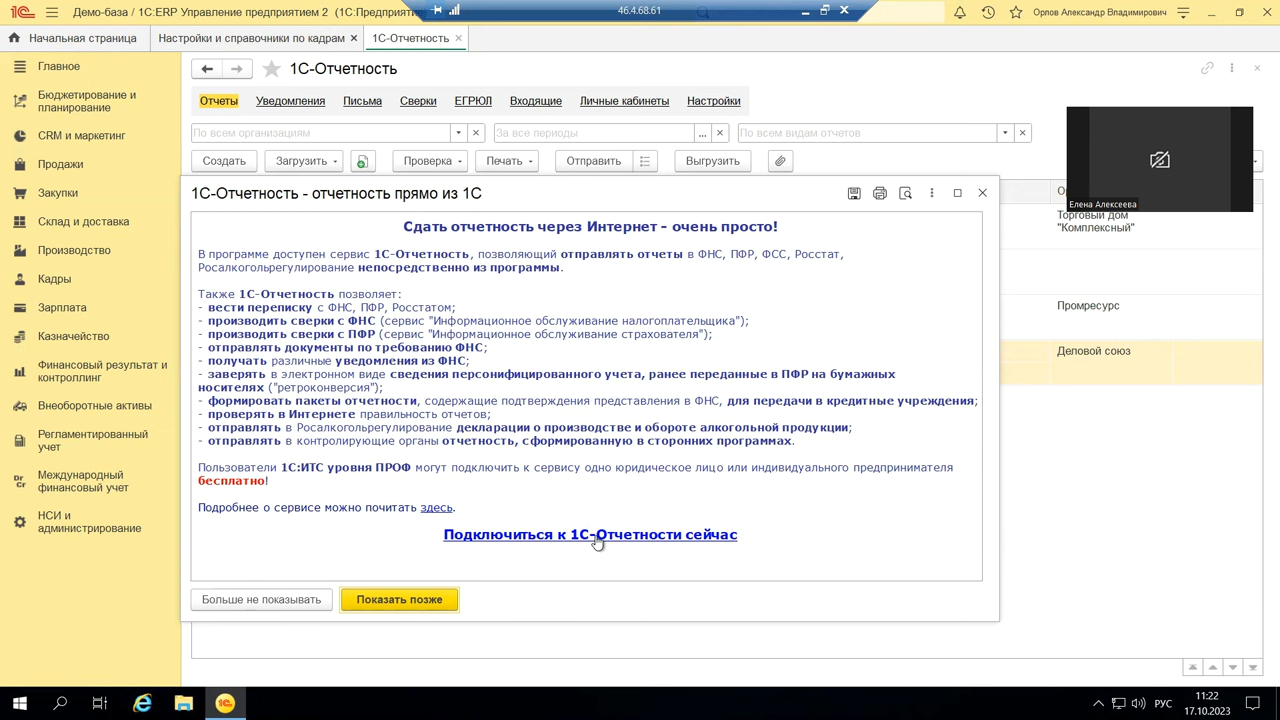 Демо-база / 1С:ERP Управление предприятием 2 (1С:Предприятие
46.4.68.61
Орлов Александр Владимирович
Начальная страница
Настройки и справочники по кадрам
1С-Отчетность
Главное
Бюджетирование и
планирование
CRM и маркетинг
Продажи
Закупки
Склад и доставка
Производство
Кадры
Зарплата
Казначейство
Финансовый результат и
контроллинг
Внеоборотные активы
Регламентированный
учет
Международный
финансовый учет
НСИ и
администрирование
1С-Отчетность
Отчеты
Уведомления
Письма
Сверки
ЕГРЮЛ
Входящие
Личные кабинеты
Настройки
По всем организациям
За все периоды
...
По всем видам отчетов
Создать
Загрузить
Проверка
Печать
Отправить
Выгрузить
Елена Алексеева
Торговый дом
"Комплексный"
Промресурс
Деловой союз
1С-Отчетность - отчетность прямо из 1С
Сдать отчетность через Интернет - очень просто!
В программе доступен сервис 1С-Отчетность, позволяющий отправлять отчеты в ФНС, ПФР, ФСС, Росстат,
Росалкогольрегулирование непосредственно из программы.
Также 1С-Отчетность позволяет:
- вести переписку с ФНС, ПФР, Росстатом;
- производить сверки с ФНС (сервис "Информационное обслуживание налогоплательщика");
- производить сверки с ПФР (сервис "Информационное обслуживание страхователя");
- отправлять документы по требованию ФНС;
- получать различные уведомления из ФНС;
- заверять в электронном виде сведения персонифицированного учета, ранее переданные в ПФР на бумажных
носителях ("ретроконверсия");
- формировать пакеты отчетности, содержащие подтверждения представления в ФНС, для передачи в кредитные учреждения;
- проверять в Интернете правильность отчетов;
- отправлять в Росалкогольрегулирование декларации о производстве и обороте алкогольной продукции;
- отправлять в контролирующие органы отчетность, сформированную в сторонних программах.
Пользователи 1С:ИТС уровня ПРОФ могут подключить к сервису одно юридическое лицо или индивидуального предпринимателя
бесплатно!
Подробнее о сервисе можно почитать здесь.
Подключиться к 1С-Отчетности сейчас
Больше не показывать
Показать позже
РУС
11:22
17.10.2023